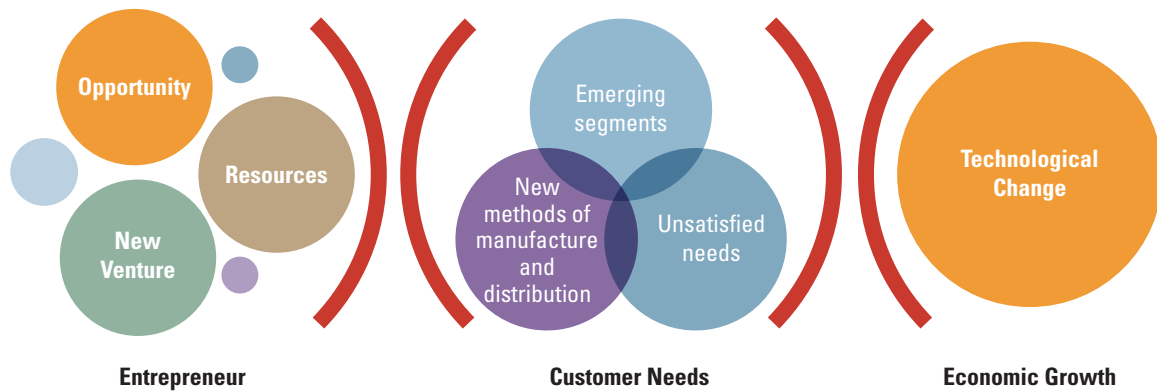 Opportunity
Resources
New
Venture
Entrepreneur
Emerging
segments
New
methods of
manufacture
and
distribution
Unsatisfied
needs
Customer Needs
Technological
Change
Economic Growth